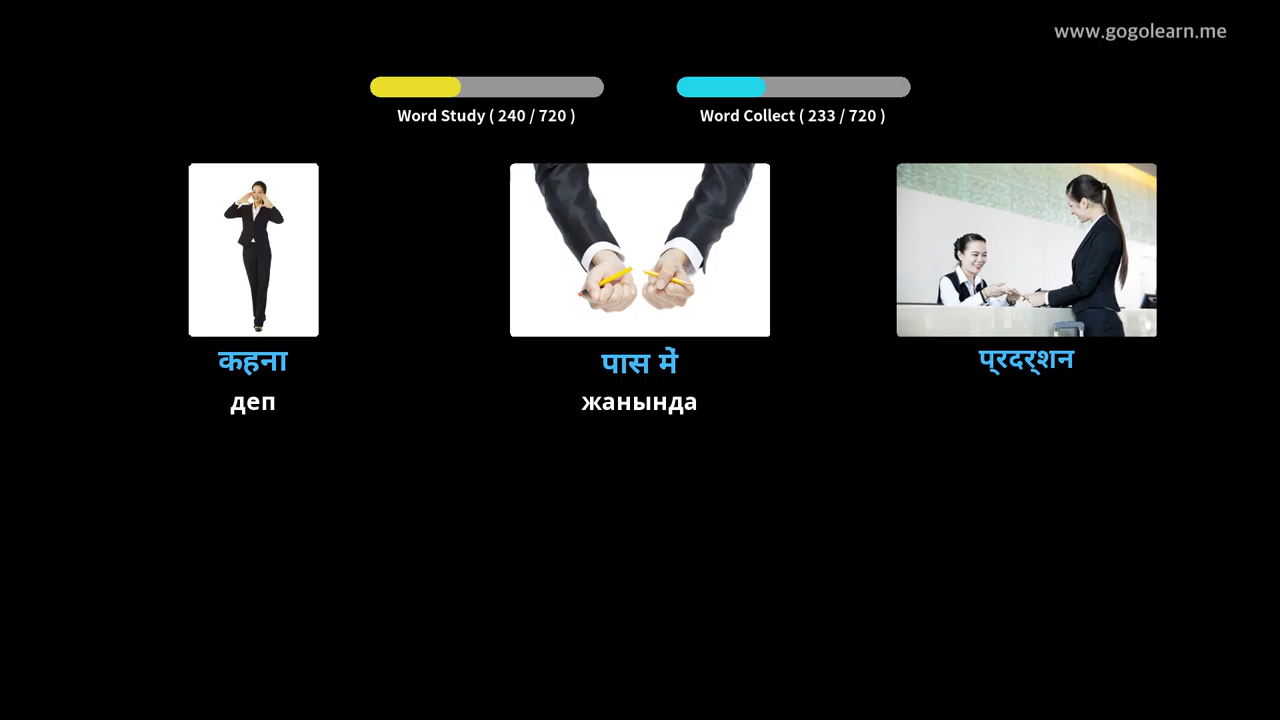 www.gogolearn.me
Word Study ( 240 / 720 )
Word Collect ( 233 / 720 )
कहना
деп
पास में
жанында
प्रदर्शन